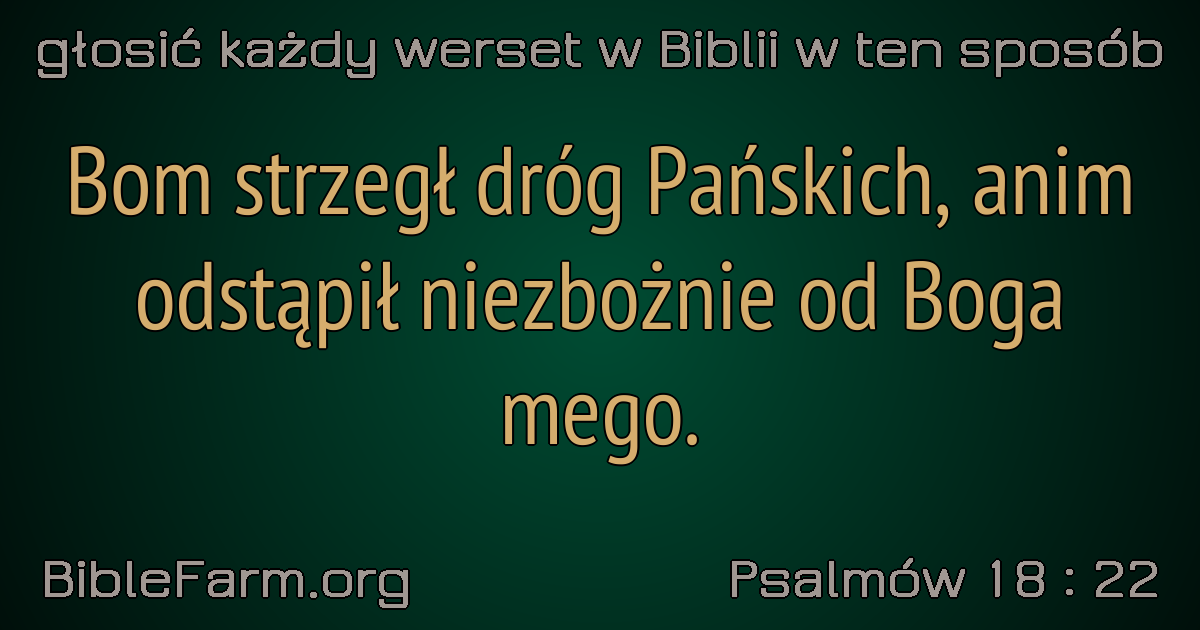 głosić każdy werset w Biblii w ten sposób
Bom strzegł dróg Pańskich, anim
odstąpił niezbożnie od Boga
mego.
BibleFarm.org
Psalmów 18 : 22